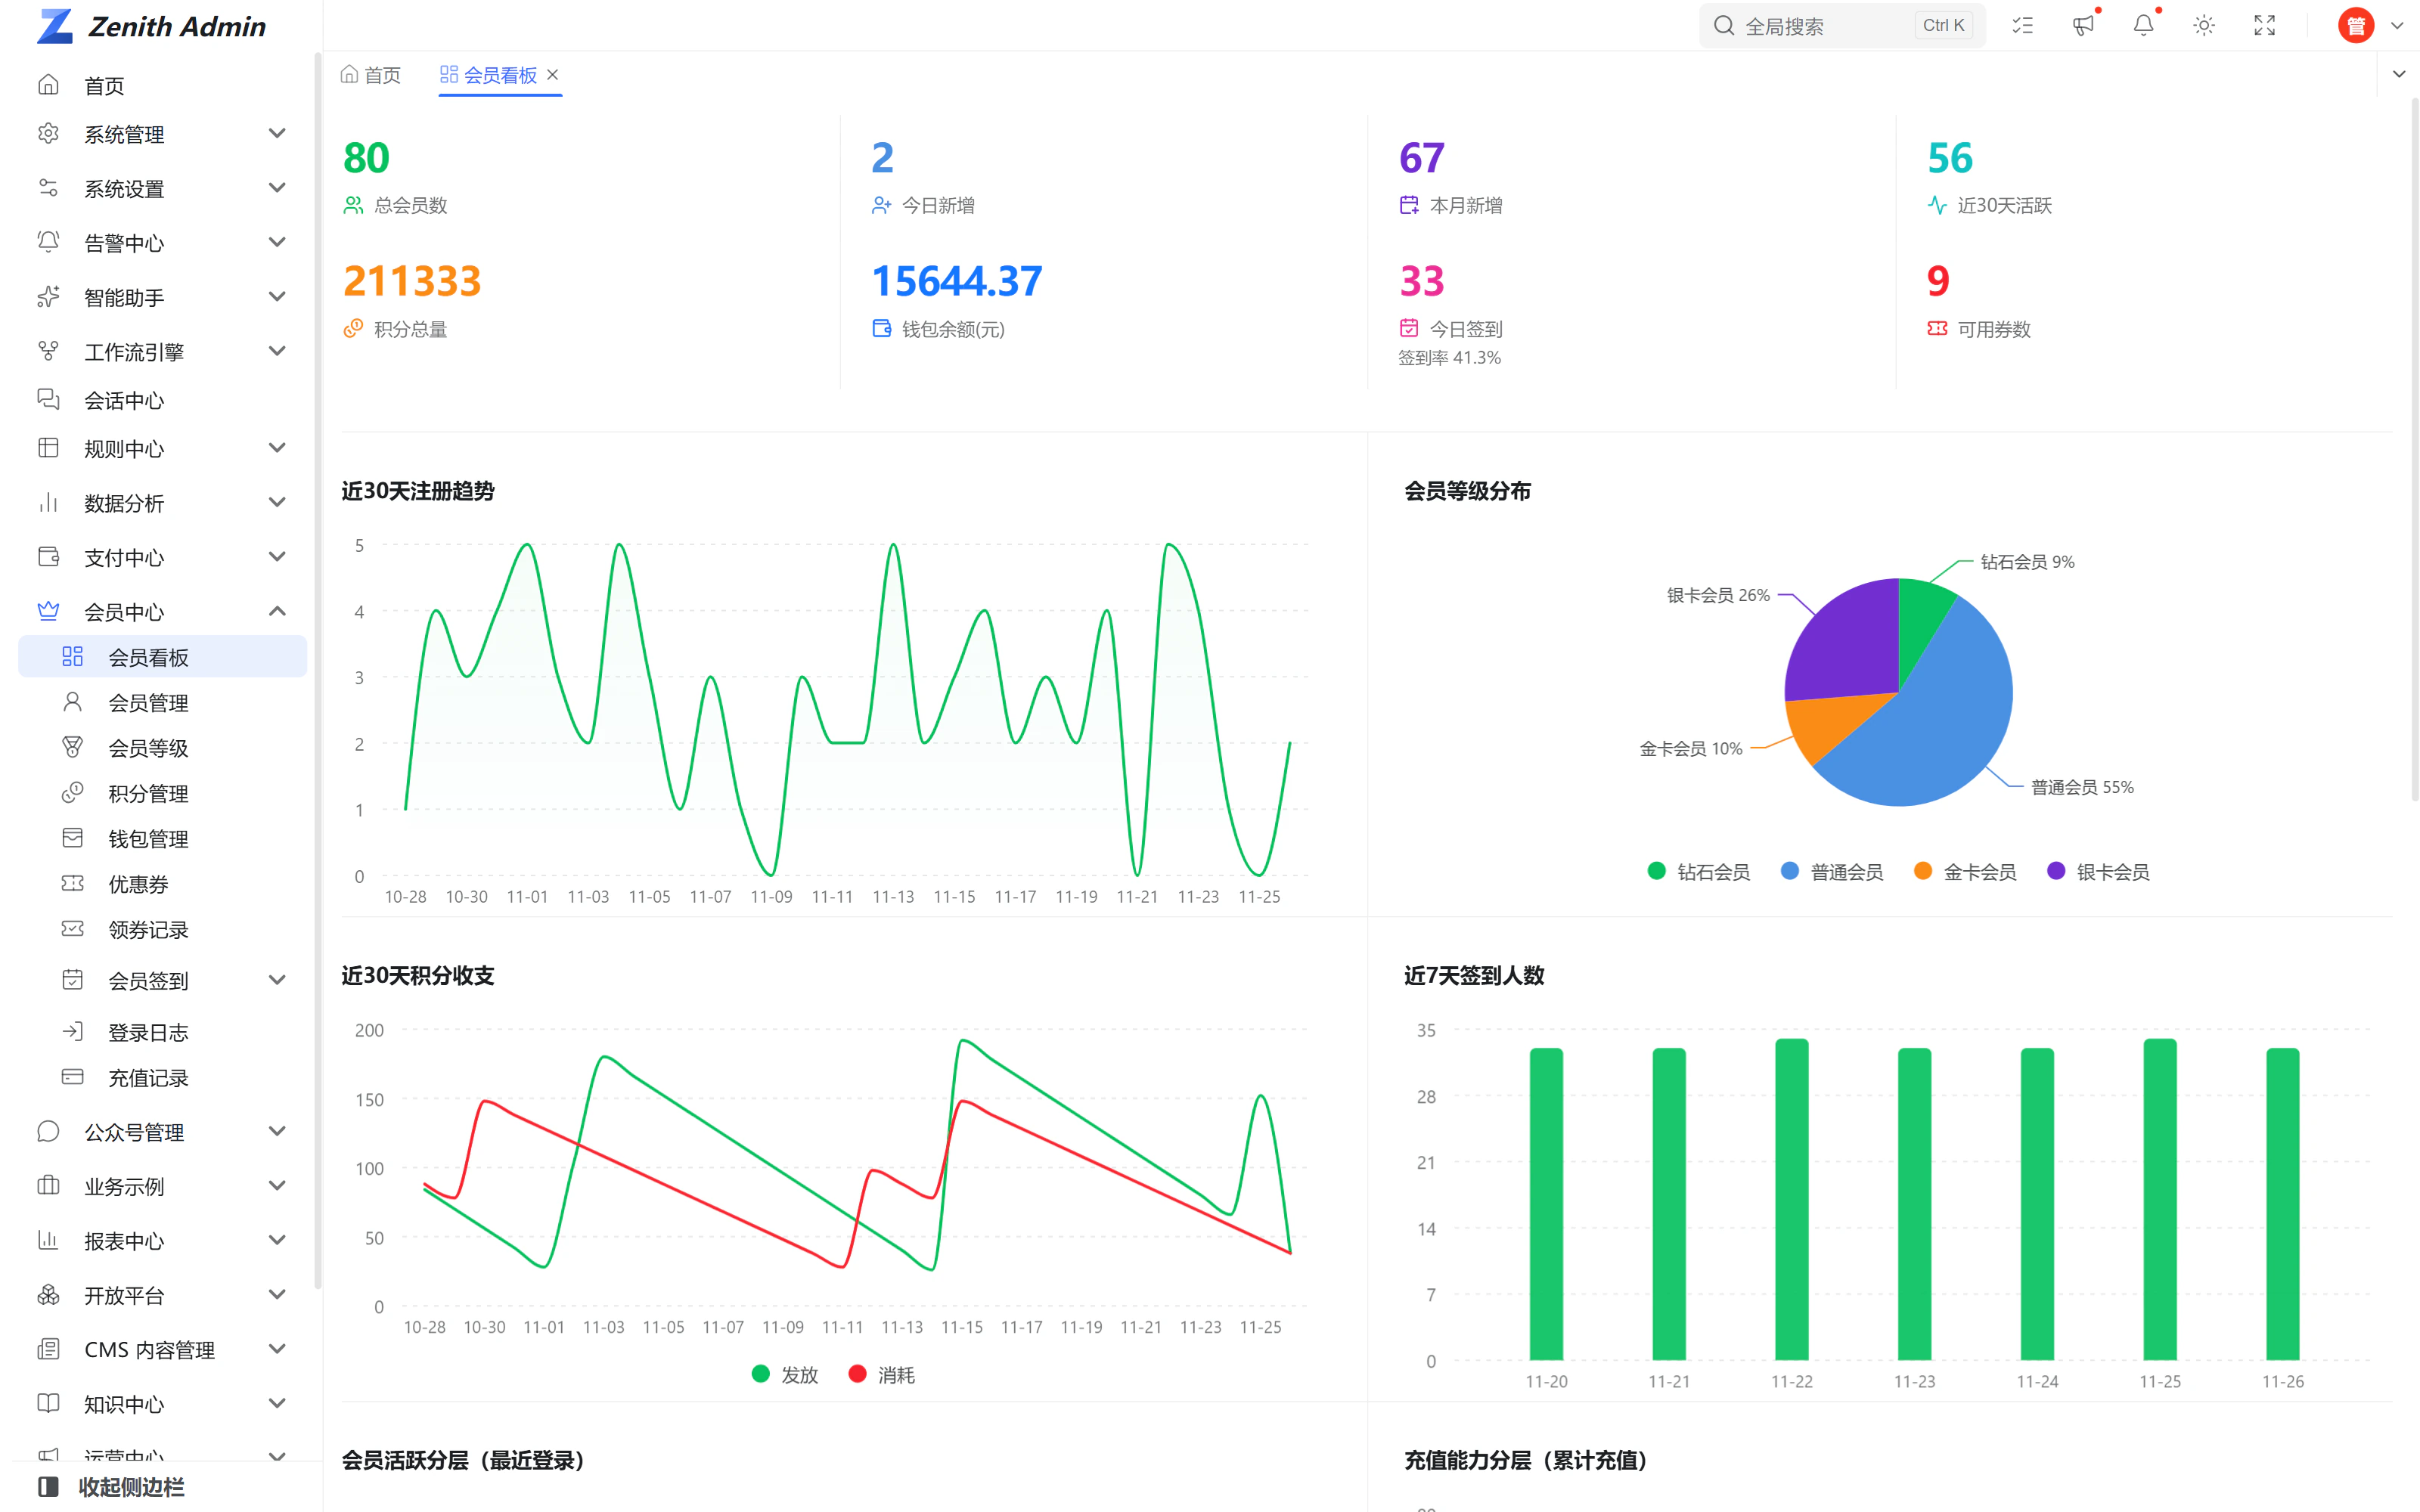 Zenith Admin
全局搜索
Ctrl K
管
首页
系统管理
系统设置
告警中心
智能助手
工作流引擎
会话中心
规则中心
数据分析
支付中心
会员中心
会员看板
会员管理
会员等级
积分管理
钱包管理
优惠券
领券记录
会员签到
登录日志
充值记录
公众号管理
业务示例
报表中心
开放平台
CMS 内容管理
知识中心
运营中心
收起侧边栏
首页
会员看板
80
总会员数
2
今日新增
67
本月新增
56
近30天活跃
211333
积分总量
15644.37
钱包余额(元)
33
今日签到
签到率 41.3%
9
可用券数
近30天注册趋势
5
4
3
2
1
0
10-28 10-30 11-01 11-03 11-05 11-07 11-09 11-11 11-13 11-15 11-17 11-19 11-21 11-23 11-25
会员等级分布
钻石会员 9%
银卡会员 26%
金卡会员 10%
普通会员 55%
钻石会员 普通会员 金卡会员 银卡会员
近30天积分收支
200
150
100
50
0
10-28 10-30 11-01 11-03 11-05 11-07 11-09 11-11 11-13 11-15 11-17 11-19 11-21 11-23 11-25
发放 消耗
近7天签到人数
35
28
21
14
7
0
11-20 11-21 11-22 11-23 11-24 11-25 11-26
会员活跃分层（最近登录）
充值能力分层（累计充值）